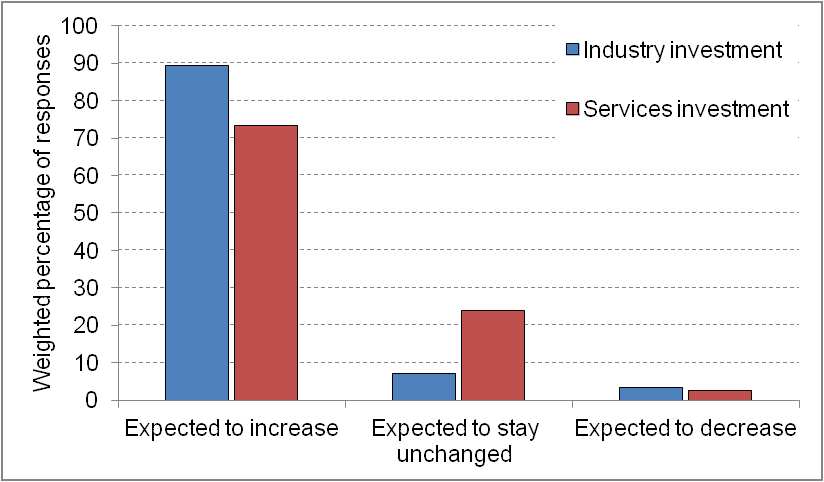 Weighted percentage of responses
100
90
80
70
60
50
40
30
20
10
0
Industry investment
Services investment
Expected to increase
Expected to stay
unchanged
Expected to decrease